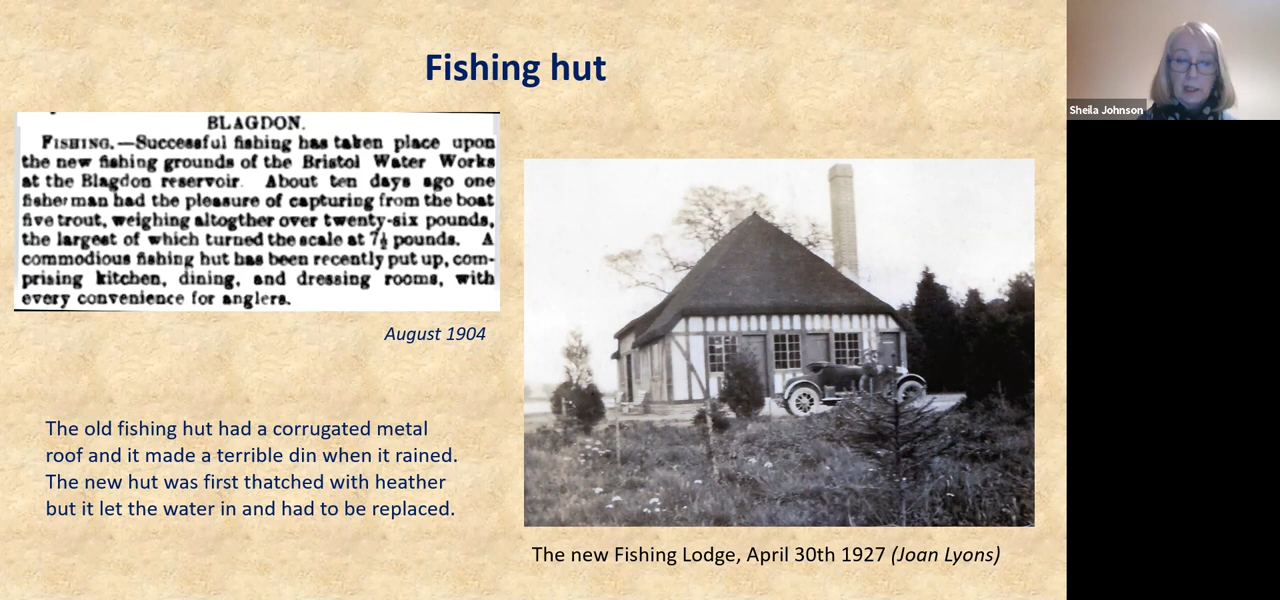 Fishing hut
BLAGDON.
FISHING.—Successful fishing has taken place upon
the new fishing grounds of the Bristol Water Works
at the Blagdon reservoir. About ten days ago one
fisherman had the pleasure of capturing from the boat
five trout, weighing altogther over twenty-six pounds,
the largest of which turned the scale at 7½ pounds. A
commodious fishing hut has been recently put up, com-
prising kitchen, dining, and dressing rooms, with
every convenience for anglers.
August 1904
The old fishing hut had a corrugated metal
roof and it made a terrible din when it rained.
The new hut was first thatched with heather
but it let the water in and had to be replaced.
The new Fishing Lodge, April 30th 1927 (Joan Lyons)
Sheila Johnson